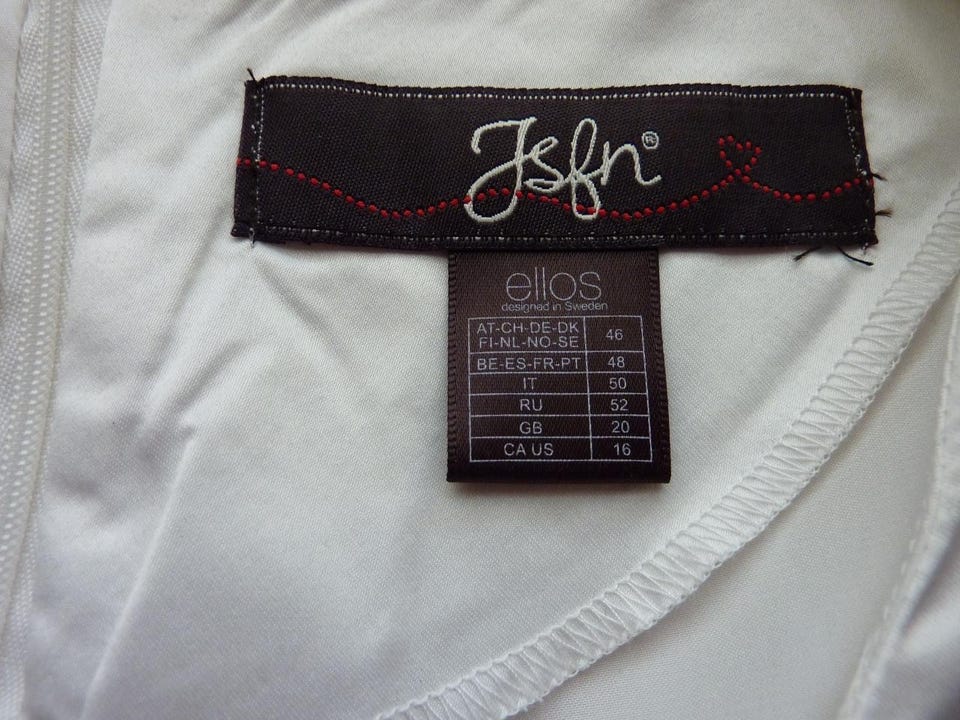 Jsfn®
ellos
designed in Sweden
AT-CH-DE-DK
FI-NL-NO-SE 46
BE-ES-FR-PT 48
IT 50
RU 52
GB 20
CA US 16